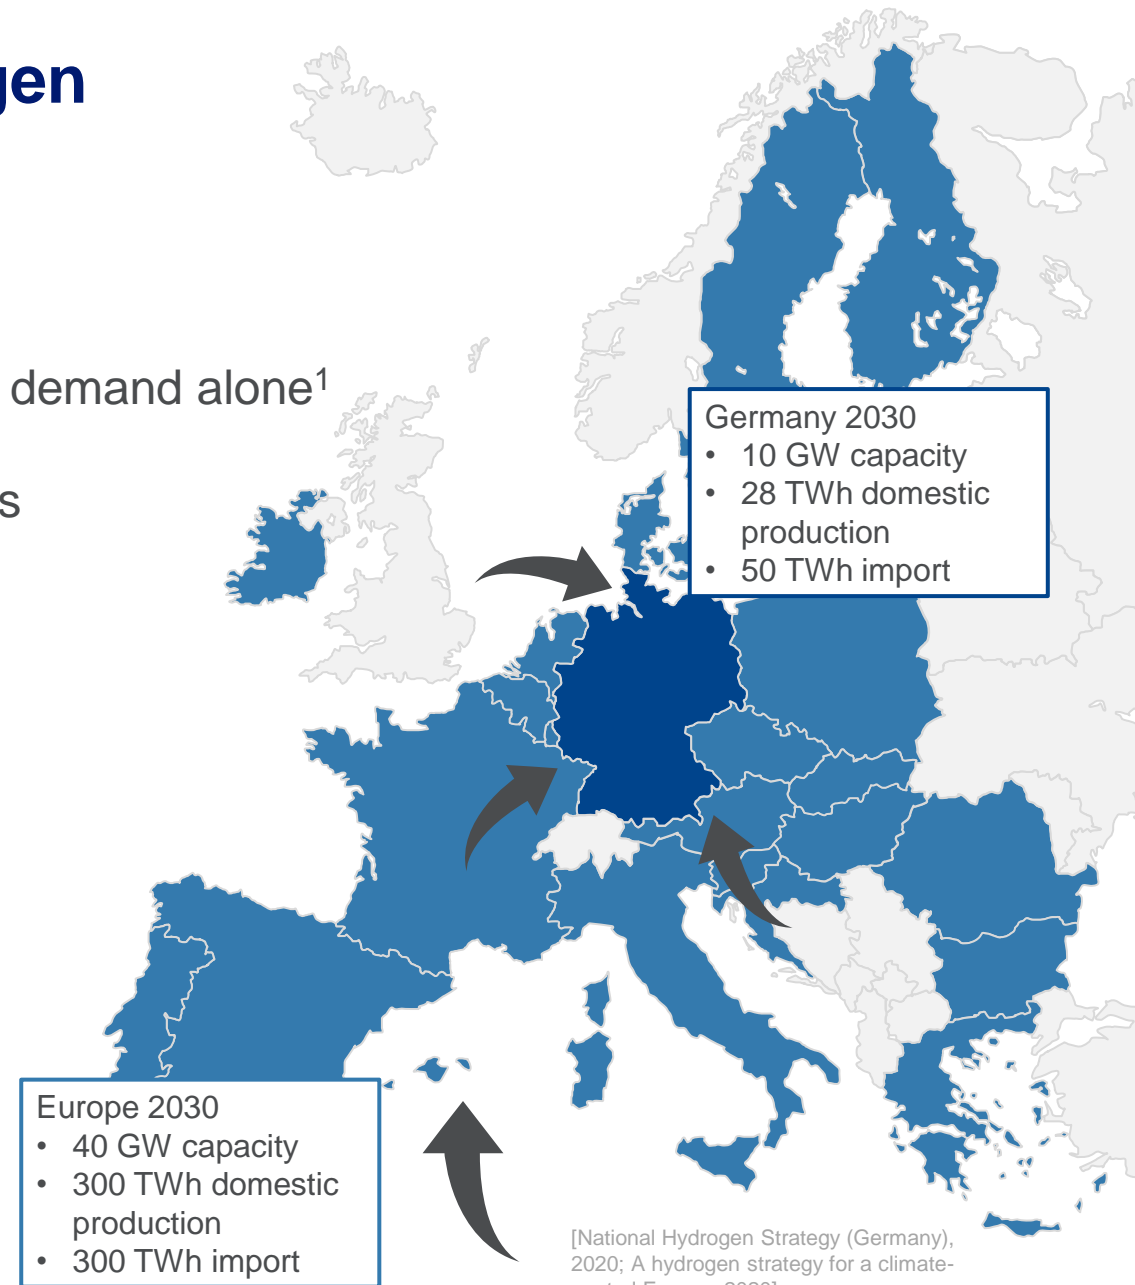 demand alone¹
s
Germany 2030
• 10 GW capacity
• 28 TWh domestic
production
• 50 TWh import
Europe 2030
• 40 GW capacity
• 300 TWh domestic
production
• 300 TWh import
[National Hydrogen Strategy (Germany),
2020; A hydrogen strategy for a climate-